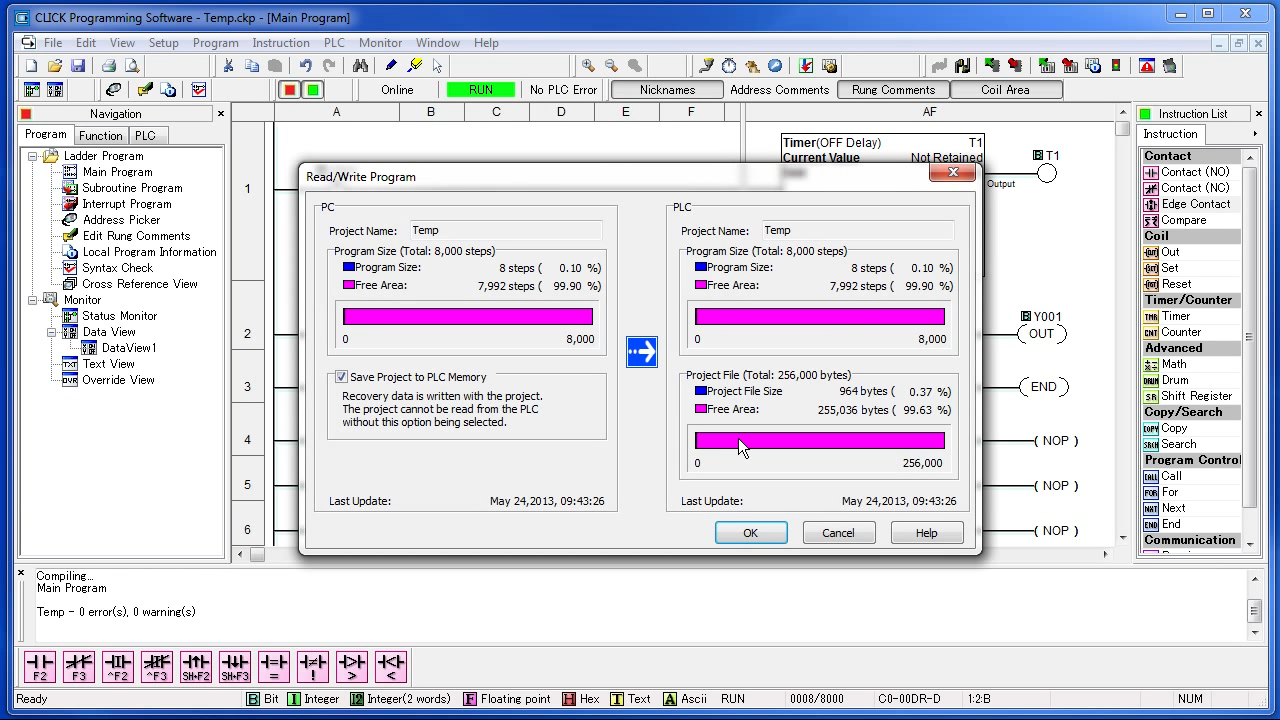 CLICK Programming Software - Temp.ckp - [Main Program]
File Edit View Setup Program Instruction PLC Monitor Window Help
Online RUN No PLC Error Nicknames Address Comments Rung Comments Coil Area
Navigation
Program Function PLC
Ladder Program
Main Program
Subroutine Program
Interrupt Program
Address Picker
Edit Rung Comments
Local Program Information
Syntax Check
Cross Reference View
Monitor
Status Monitor
Data View
DataView1
Text View
Override View
A B C D E F AF
1
2
3
4
5
6
Timer(OFF Delay) T1
Current Value Not Retained
Output
B T1
B Y001
OUT
END
( NOP )
( NOP )
( NOP )
Read/Write Program
PC
Project Name: Temp
Program Size (Total: 8,000 steps)
Program Size: 8 steps ( 0.10 %)
Free Area: 7,992 steps ( 99.90 %)
0 8,000
Save Project to PLC Memory
Recovery data is written with the project.
The project cannot be read from the PLC
without this option being selected.
Last Update: May 24,2013, 09:43:26
PLC
Project Name: Temp
Program Size (Total: 8,000 steps)
Program Size: 8 steps ( 0.10 %)
Free Area: 7,992 steps ( 99.90 %)
0 8,000
Project File (Total: 256,000 bytes)
Project File Size 964 bytes ( 0.37 %)
Free Area: 255,036 bytes ( 99.63 %)
0 256,000
Last Update: May 24,2013, 09:43:26
OK Cancel Help
Instruction List
Instruction
Contact
Contact (NO)
Contact (NC)
Edge Contact
Compare
Coil
Out
Set
Reset
Timer/Counter
Timer
Counter
Advanced
Math
Drum
Shift Register
Copy/Search
Copy
Search
Program Contro
Call
For
Next
End
Communication
Compiling...
Main Program
Temp - 0 error(s), 0 warning(s)
F2 F3 ^F2 ^F3 SH+F2 SH+F3 = ! > <
Ready B Bit I Integer I2 Integer(2 words) F Floating point H Hex T Text A Ascii RUN 0008/8000 C0-00DR-D 1:2:B NUM